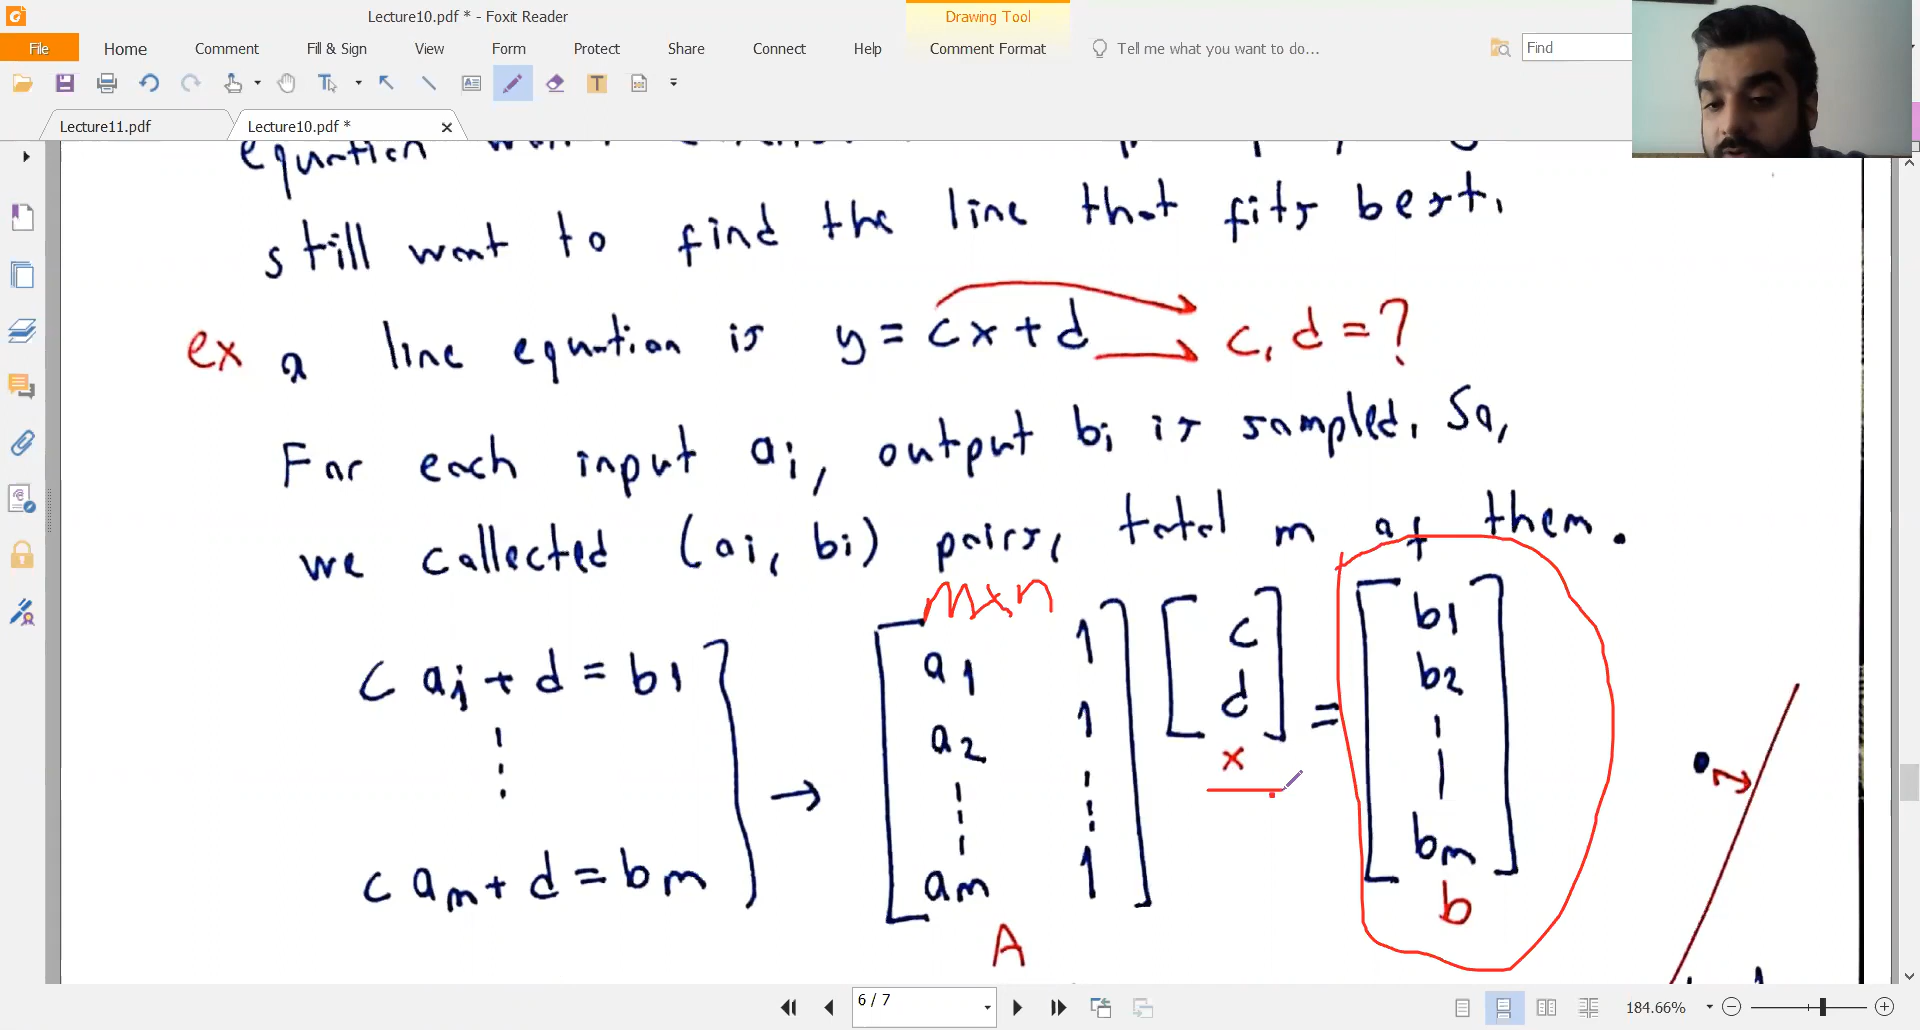 Lecture10.pdf * - Foxit Reader
Drawing Tool
File Home Comment Fill & Sign View Form Protect Share Connect Help Comment Format Tell me what you want to do... Find
Lecture11.pdf Lecture10.pdf *
equation
still want to find the line that fits best.
ex a line equation is y = cx + d c, d = ?
For each input ai, output bi is sampled. So,
we collected (ai, bi) pairs, total m of them.
m×n
c a1 + d = b1
c am + d = bm
→
a1 1
a2 1
am 1
A
c
d
x
=
b1
b2
bm
b
6 / 7
184.66%